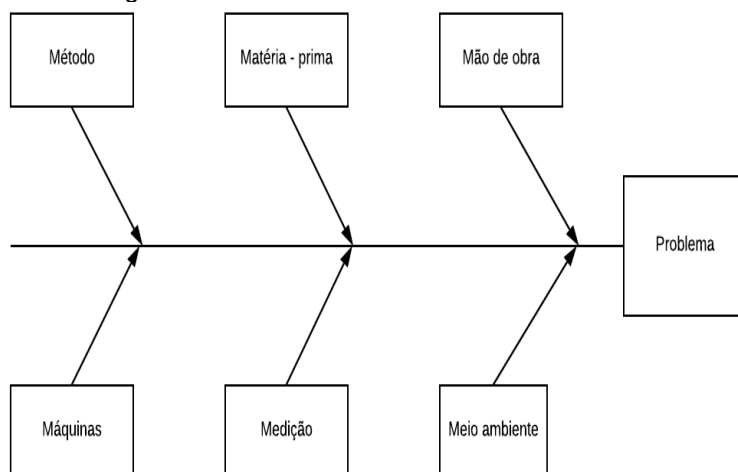 Método
Matéria - prima
Mão de obra
Problema
Máquinas
Medição
Meio ambiente